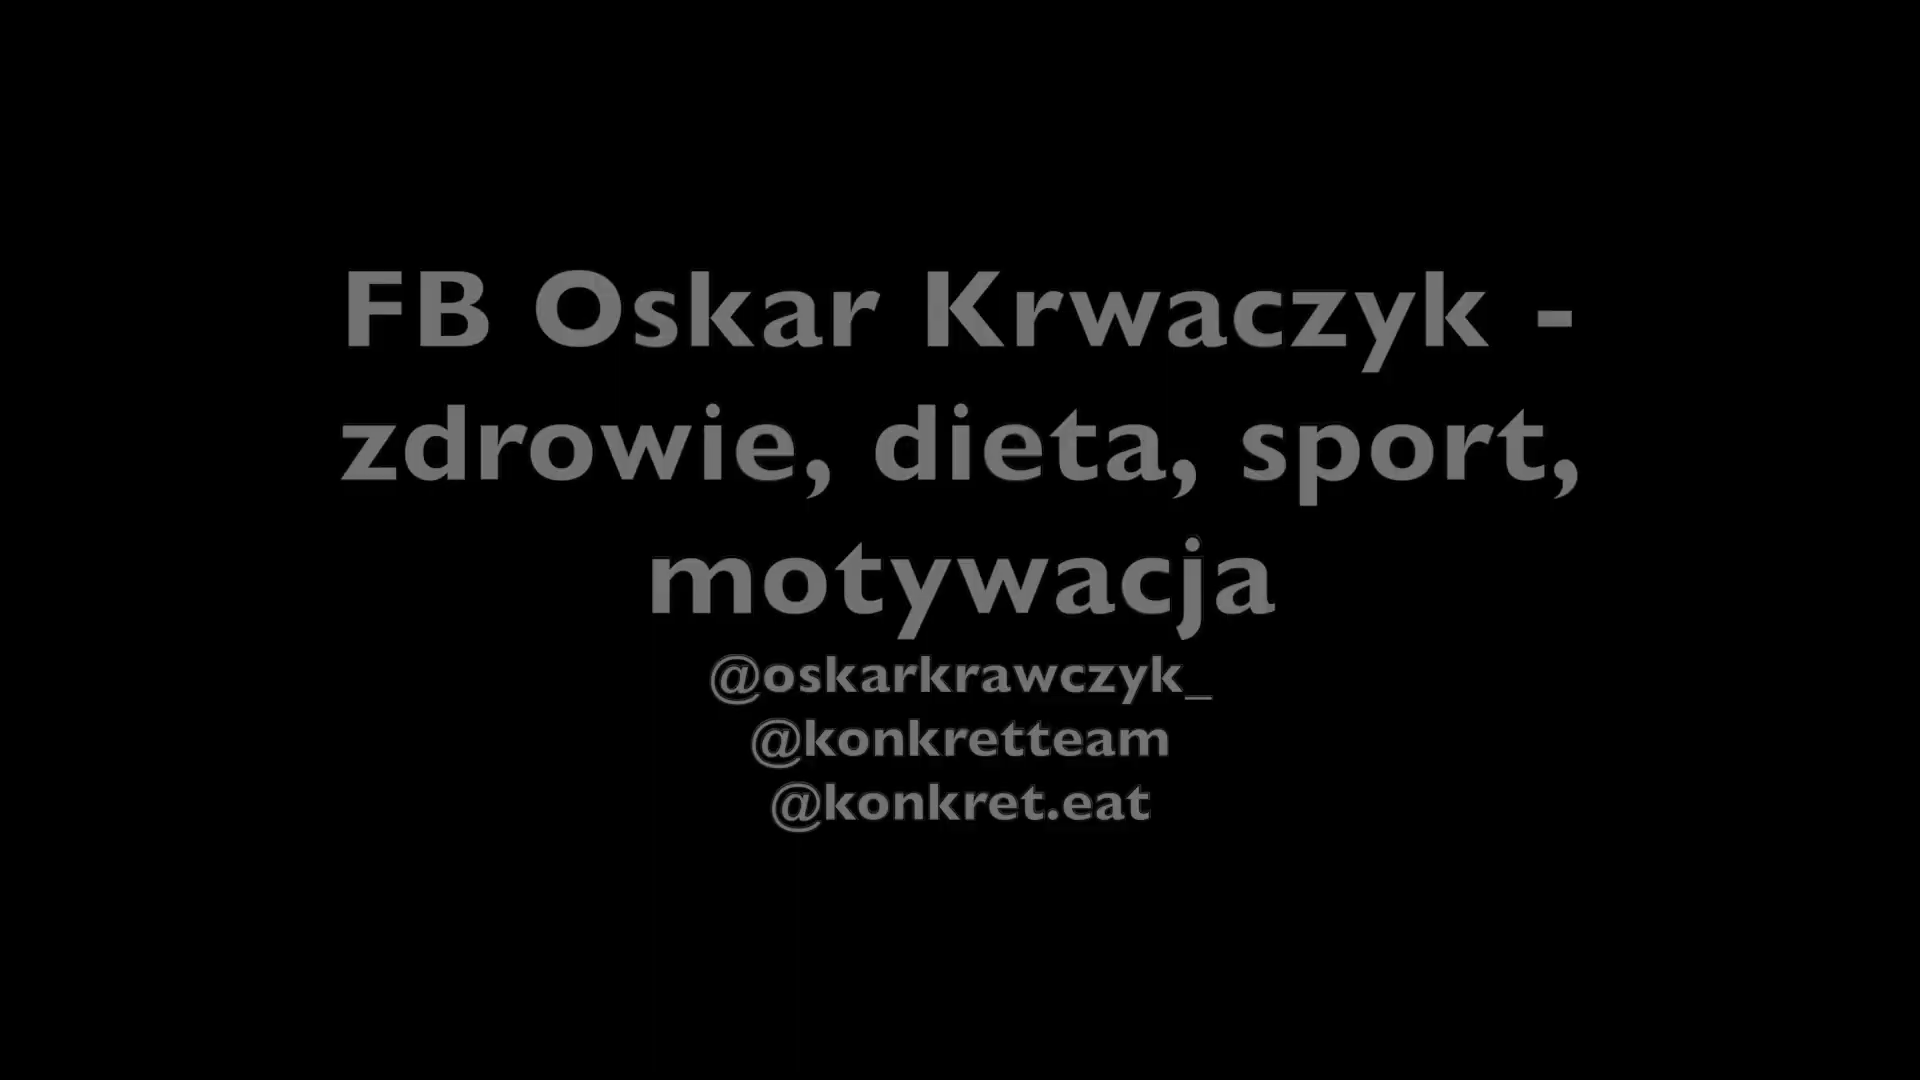 FB Oskar Krwaczyk -
zdrowie, dieta, sport,
motywacja
@oskarkrawczyk_
@konkretteam
@konkret.eat